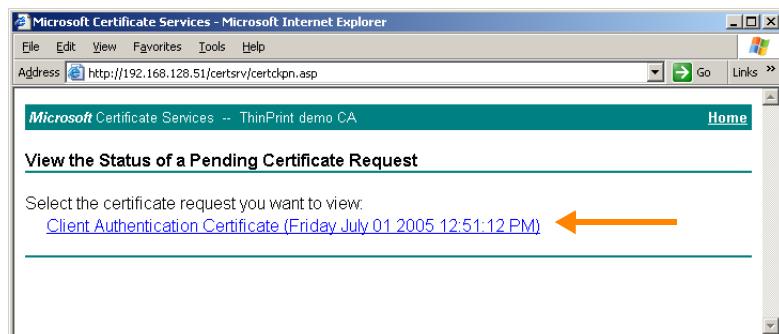 Microsoft Certificate Services - Microsoft Internet Explorer
File Edit View Favorites Tools Help
Address http://192.168.128.51/certsrv/certckpn.asp Go Links »
Microsoft Certificate Services -- ThinPrint demo CA Home
View the Status of a Pending Certificate Request
Select the certificate request you want to view:
Client Authentication Certificate (Friday July 01 2005 12:51:12 PM)